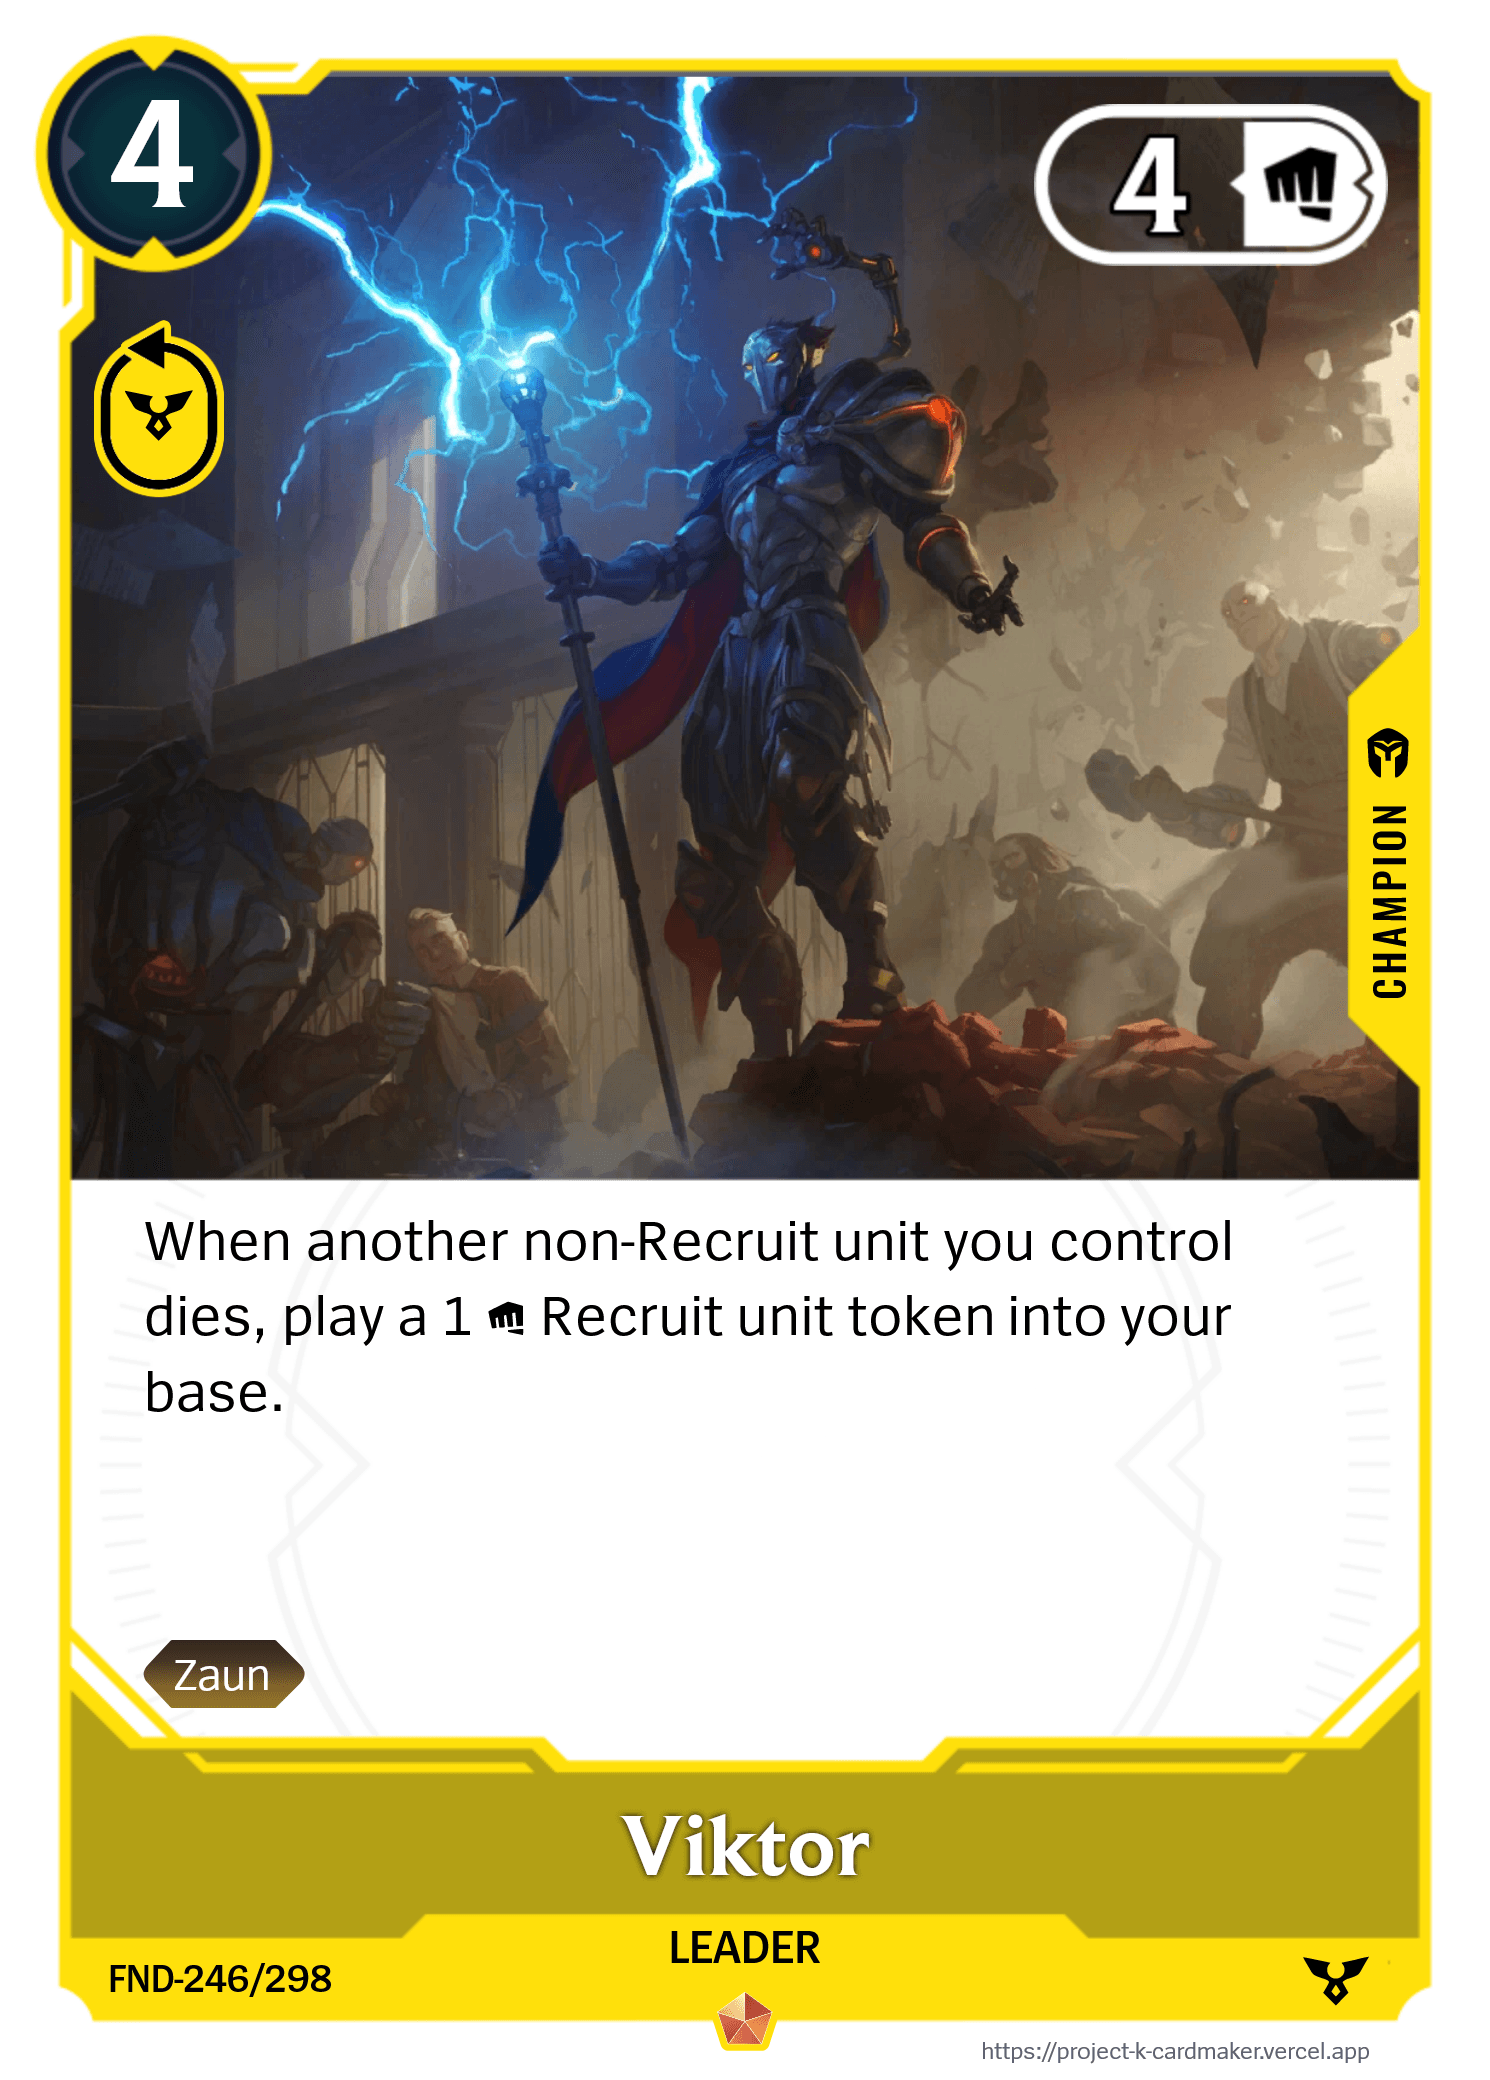 4
4
CHAMPION
When another non-Recruit unit you control
dies, play a 1 Recruit unit token into your
base.
Zaun
Viktor
LEADER
FND-246/298
https://project-k-cardmaker.vercel.app